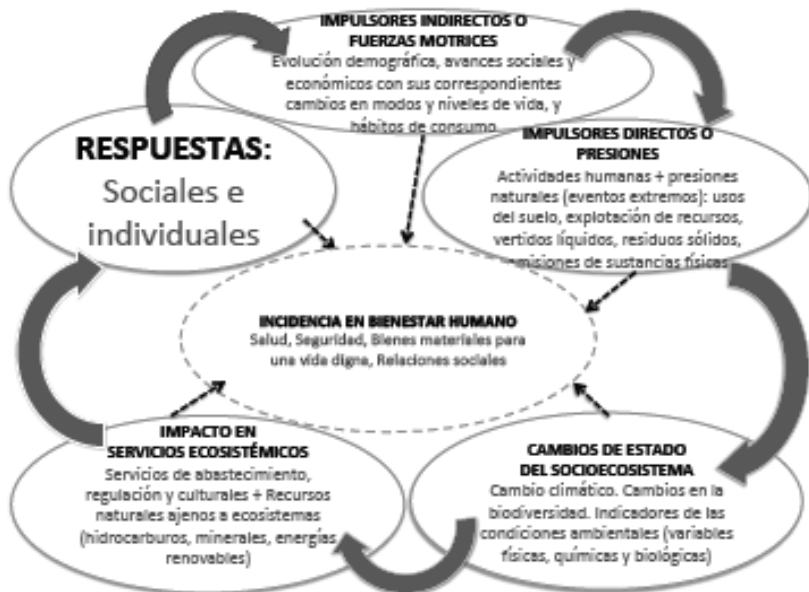 IMPULSORES INDIRECTOS O
FUERZAS MOTRICES
Evolución demográfica, avances sociales y
económicos con sus correspondientes
cambios en modos y niveles de vida, y
hábitos de consumo
IMPULSORES DIRECTOS O
PRESIONES
Actividades humanas + presiones
naturales (eventos extremos): usos
del suelo, explotación de recursos,
vertidos líquidos, residuos sólidos,
emisiones de sustancias físicas
RESPUESTAS:
Sociales e
individuales
INCIDENCIA EN BIENESTAR HUMANO
Salud, Seguridad, Bienes materiales para
una vida digna, Relaciones sociales
IMPACTO EN
SERVICIOS ECOSISTÉMICOS
Servicios de abastecimiento,
regulación y culturales + Recursos
naturales ajenos a ecosistemas
(hidrocarburos, minerales, energías
renovables)
CAMBIOS DE ESTADO
DEL SOCIOECOSISTEMA
Cambio climático. Cambios en la
biodiversidad. Indicadores de las
condiciones ambientales (variables
físicas, químicas y biológicas)